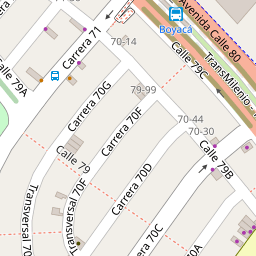 Avenida Calle 80
Boyacá
70-14
Carrera 71
Calle 79C
TransMilenio
Calle 79A
Carrera 70G
79-99
Carrera 70F
70-44
70-30
Calle 79
Calle 79B
Carrera 70D
Transversal 70
Transversal 70F
Carrera 70C
70A